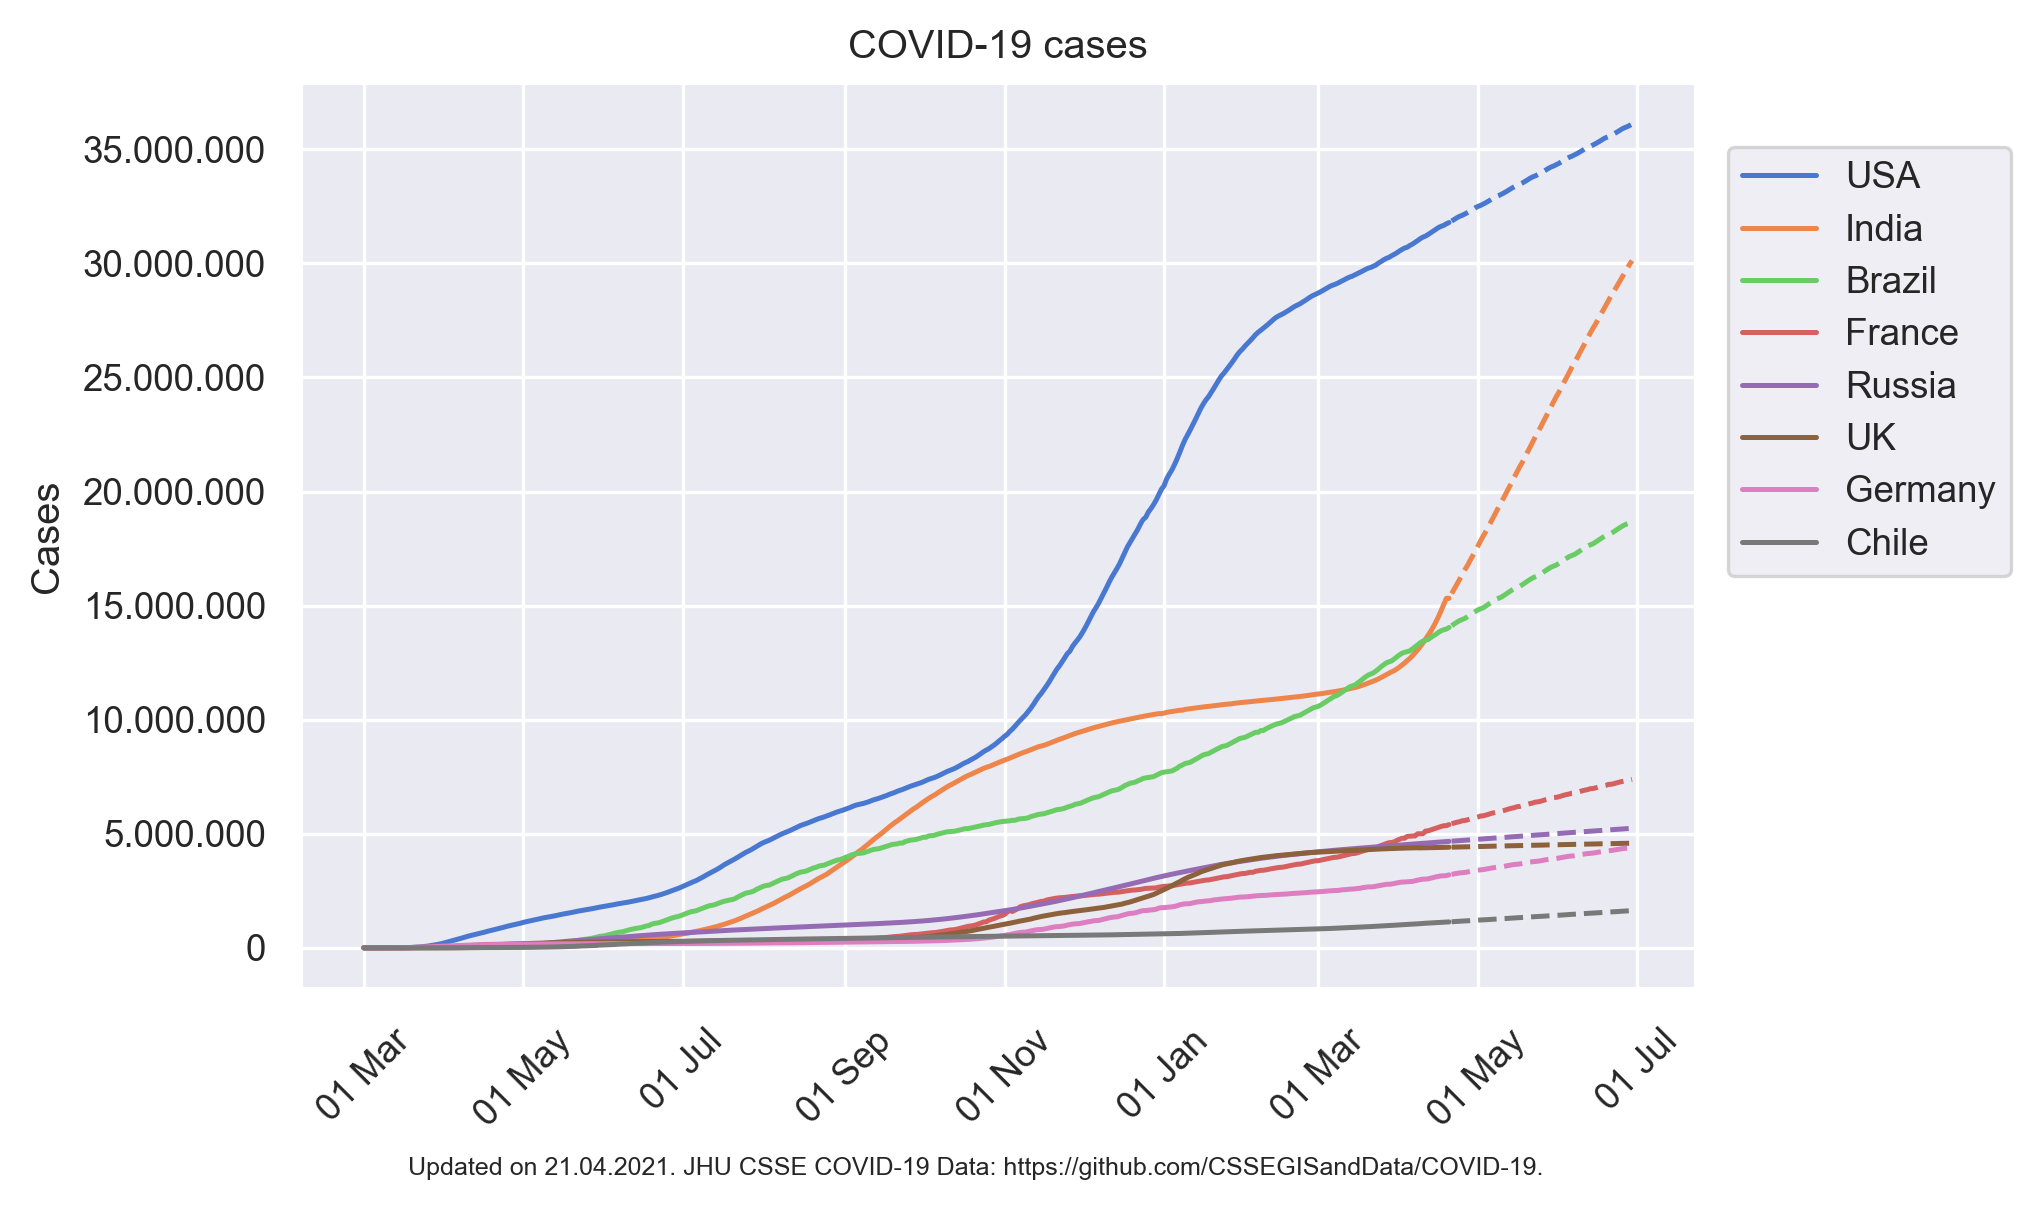 COVID-19 cases
35.000.000
30.000.000
25.000.000
20.000.000
15.000.000
10.000.000
5.000.000
0
Cases
USA
India
Brazil
France
Russia
UK
Germany
Chile
01 Mar
01 May
01 Jul
01 Sep
01 Nov
01 Jan
01 Mar
01 May
01 Jul
Updated on 21.04.2021. JHU CSSE COVID-19 Data: https://github.com/CSSEGISandData/COVID-19.